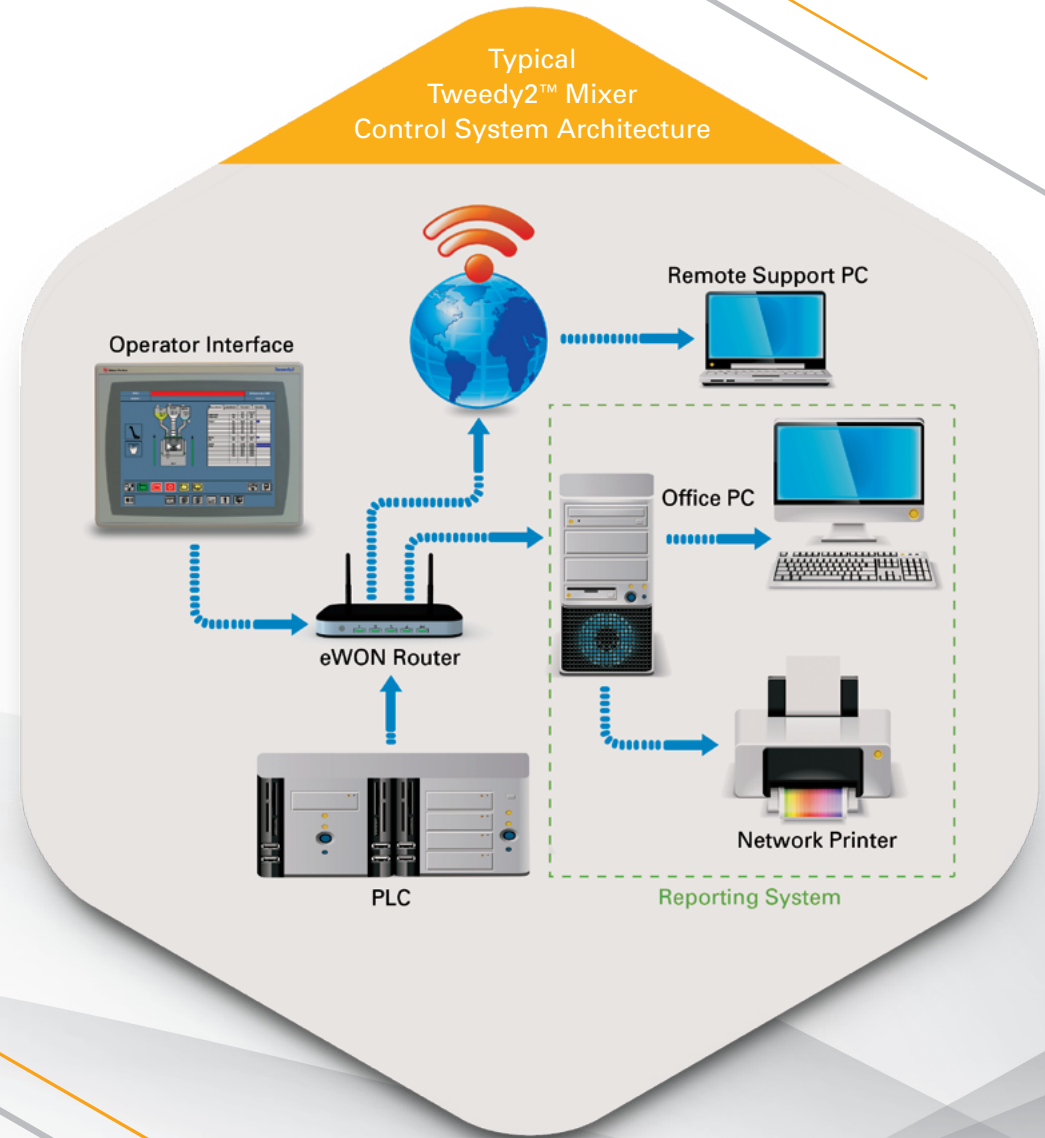 Typical
Tweedy2™ Mixer
Control System Architecture
Remote Support PC
Operator Interface
Office PC
eWON Router
Network Printer
PLC
Reporting System